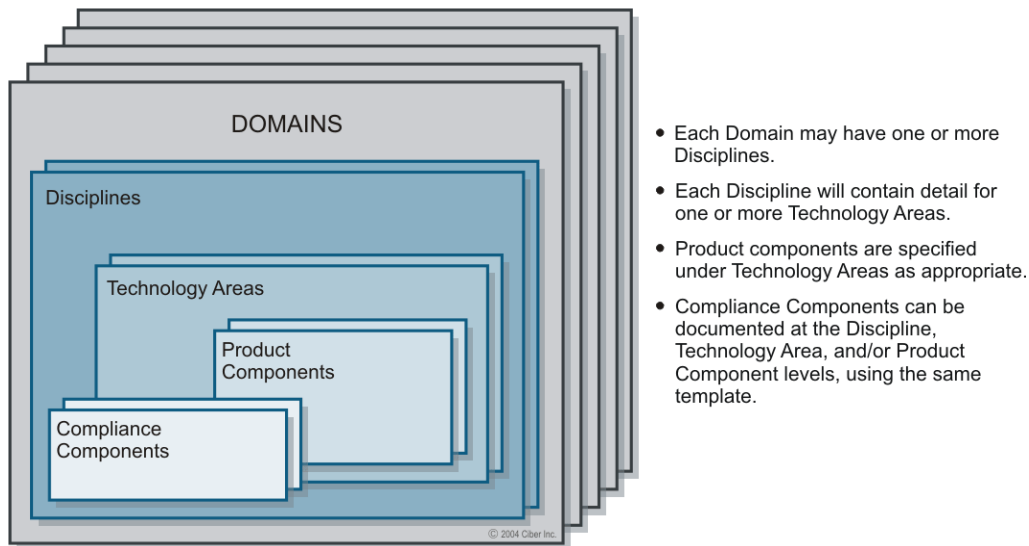 DOMAINS
Disciplines
Technology Areas
Product
Components
Compliance
Components
© 2004 Ciber Inc.
• Each Domain may have one or more
Disciplines.
• Each Discipline will contain detail for
one or more Technology Areas.
• Product components are specified
under Technology Areas as appropriate.
• Compliance Components can be
documented at the Discipline,
Technology Area, and/or Product
Component levels, using the same
template.